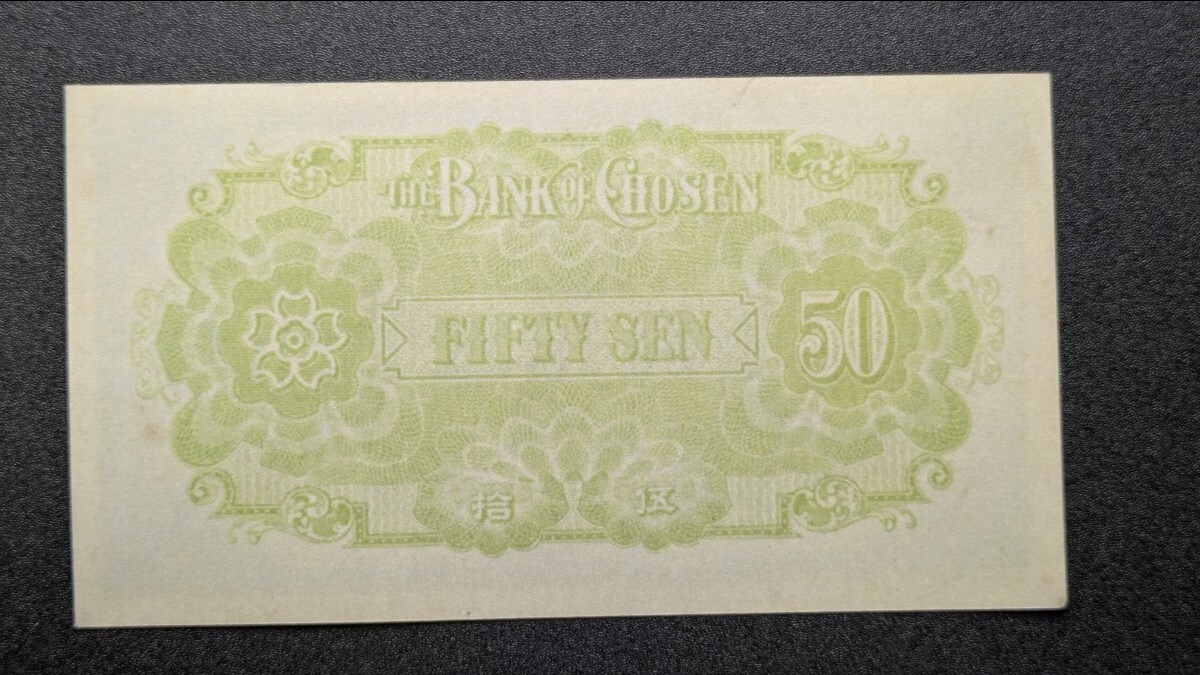 THE BANK OF CHOSEN
FIFTY SEN
50
拾 伍